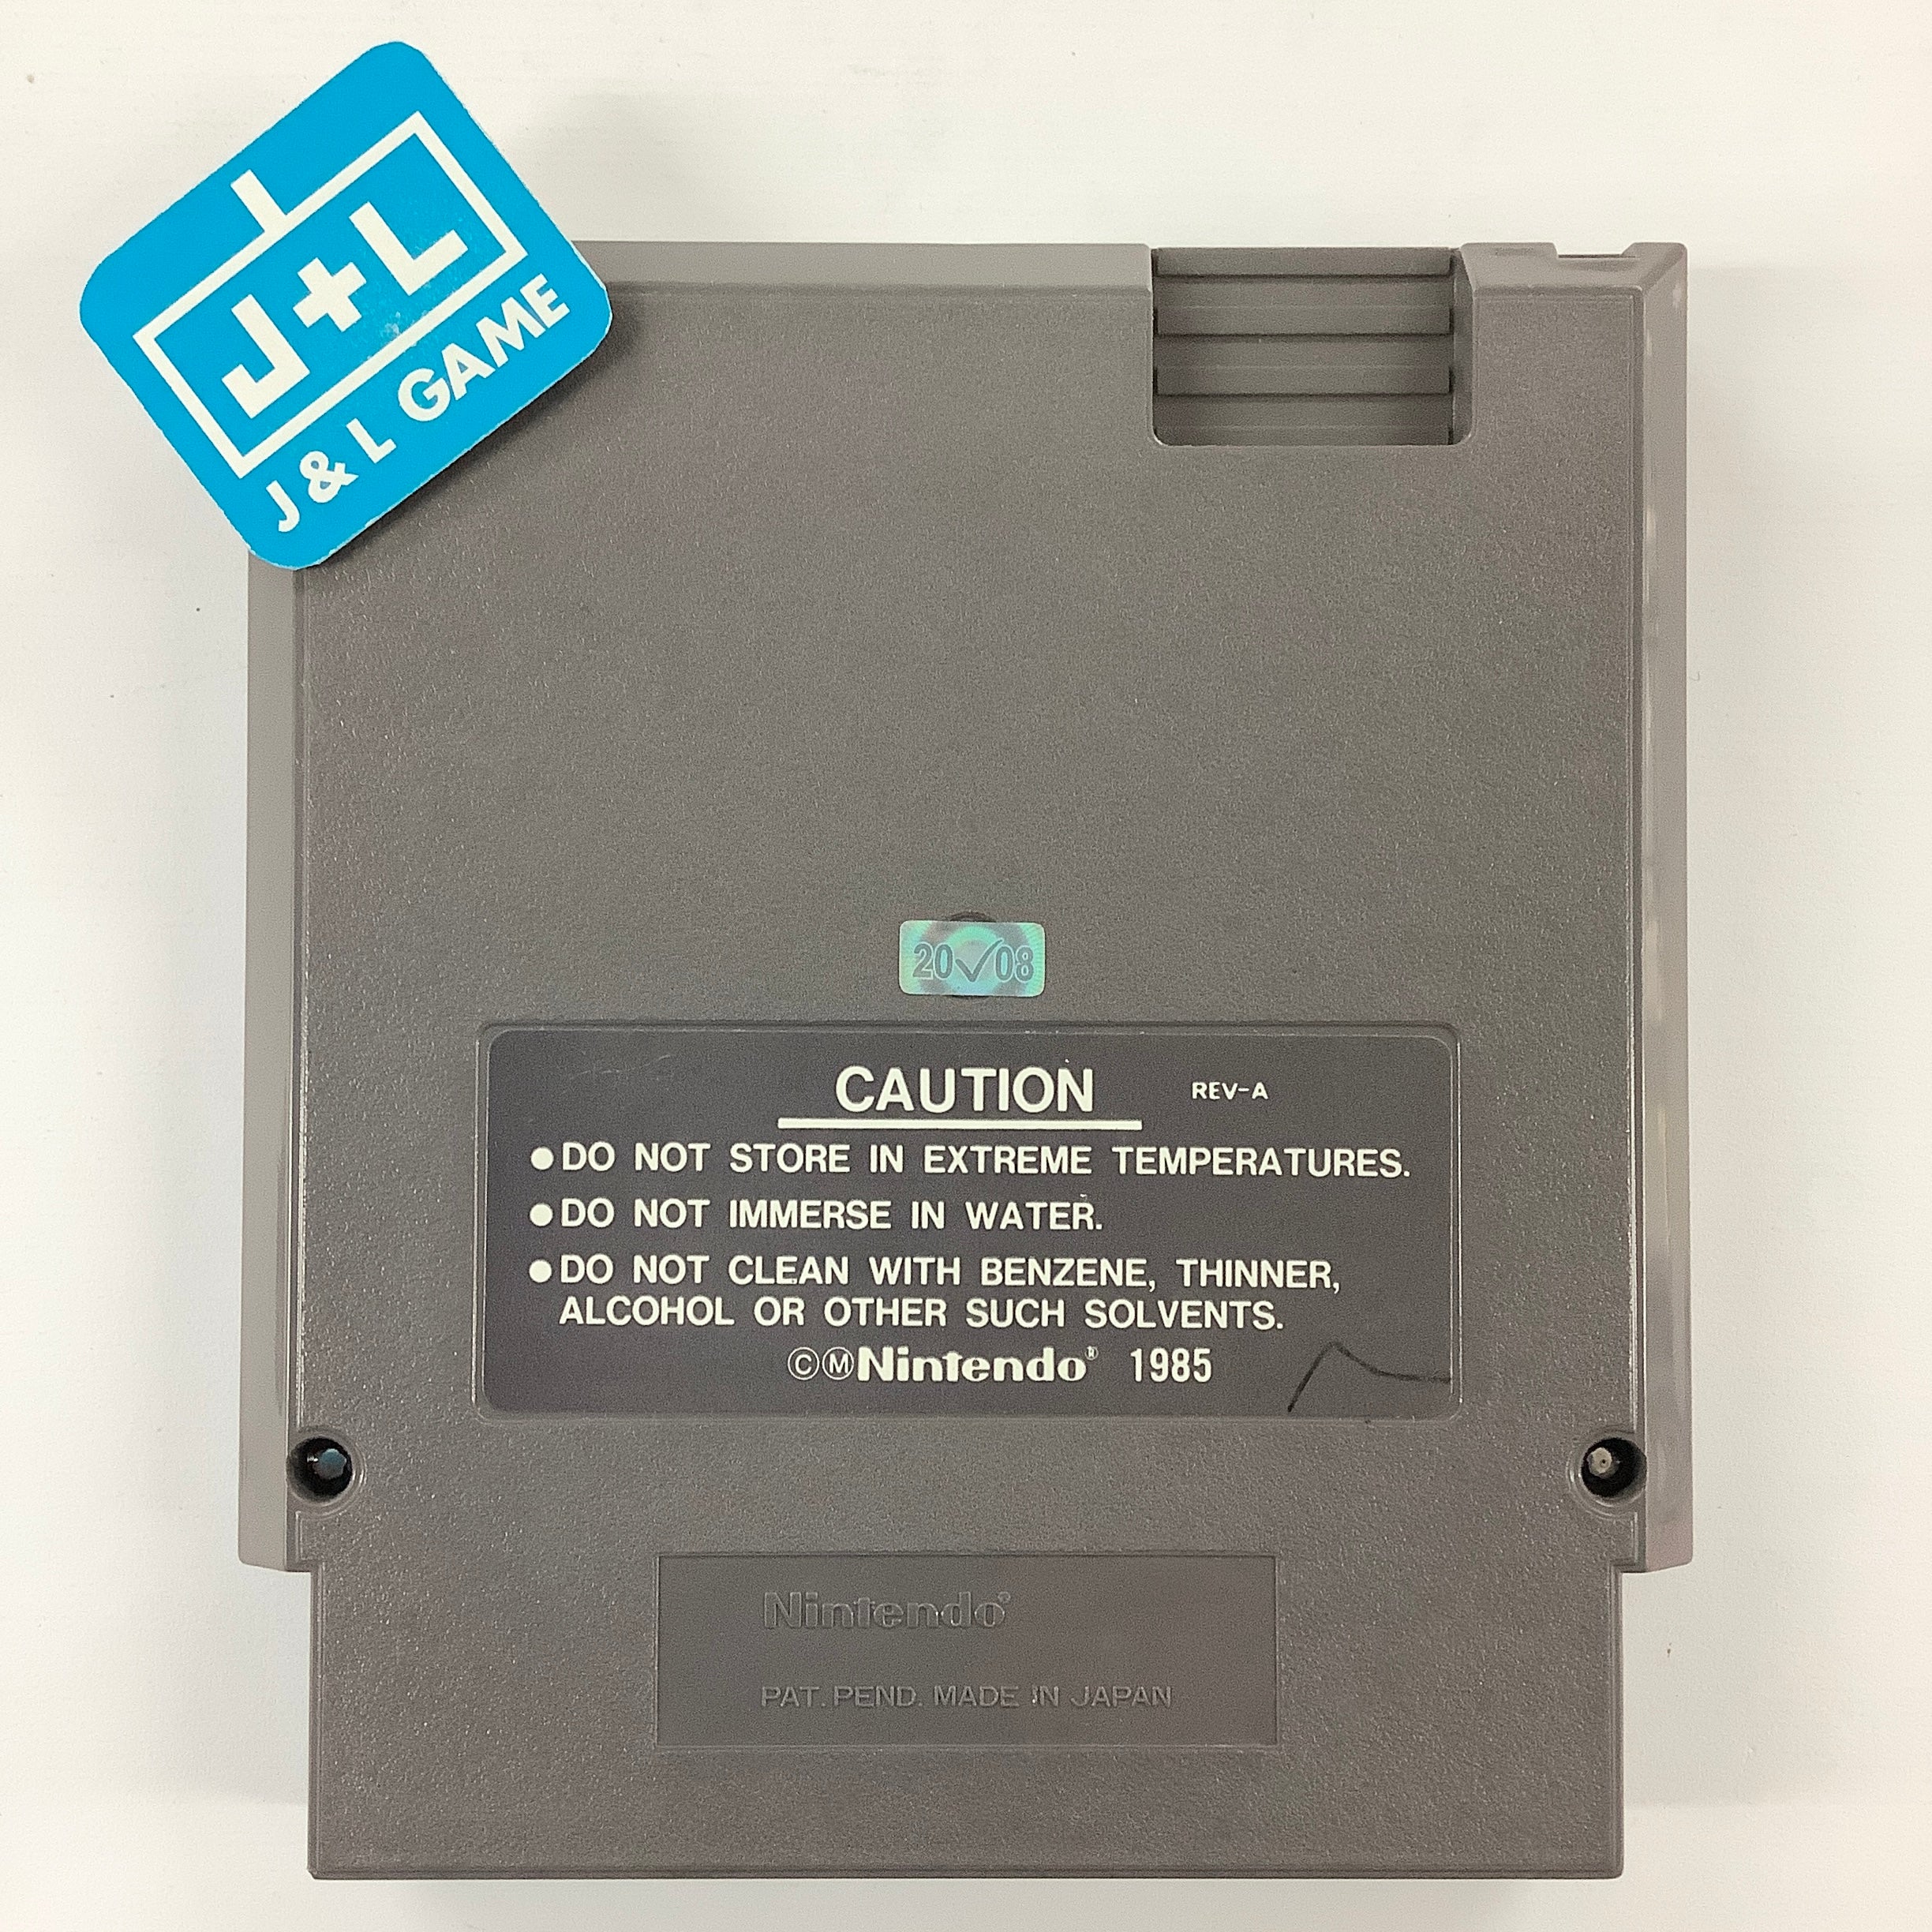 J+L
J & L GAME
20✓08
CAUTION REV-A
●DO NOT STORE IN EXTREME TEMPERATURES.
●DO NOT IMMERSE IN WATER.
●DO NOT CLEAN WITH BENZENE, THINNER,
ALCOHOL OR OTHER SUCH SOLVENTS.
ⒸⓂNintendo® 1985
Nintendo®
PAT. PEND. MADE IN JAPAN